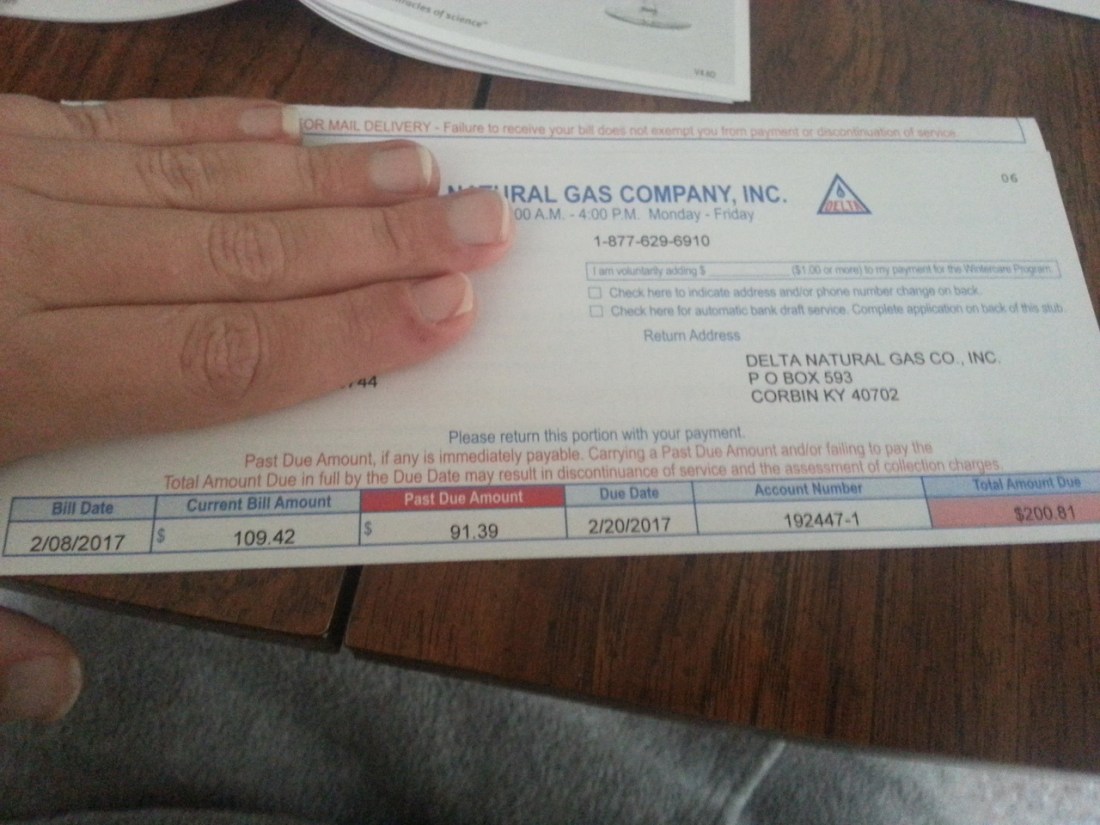 racles of science"
V4.8D
OR MAIL DELIVERY - Failure to receive your bill does not exempt you from payment or discontinuation of service
NATURAL GAS COMPANY, INC.
DELTA
06
00 A.M. - 4:00 P.M. Monday - Friday
1-877-629-6910
I am voluntarily adding $ ($1.00 or more) to my payment for the Wintercare Program
Check here to indicate address and/or phone number change on back.
Check here for automatic bank draft service. Complete application on back of this stub.
Return Address
DELTA NATURAL GAS CO., INC.
P O BOX 593
CORBIN KY 40702
44
Please return this portion with your payment.
Past Due Amount, if any is immediately payable. Carrying a Past Due Amount and/or failing to pay the
Total Amount Due in full by the Due Date may result in discontinuance of service and the assessment of collection charges.
Bill Date Current Bill Amount Past Due Amount Due Date Account Number Total Amount Due
2/08/2017 $ 109.42 $ 91.39 2/20/2017 192447-1 $200.81